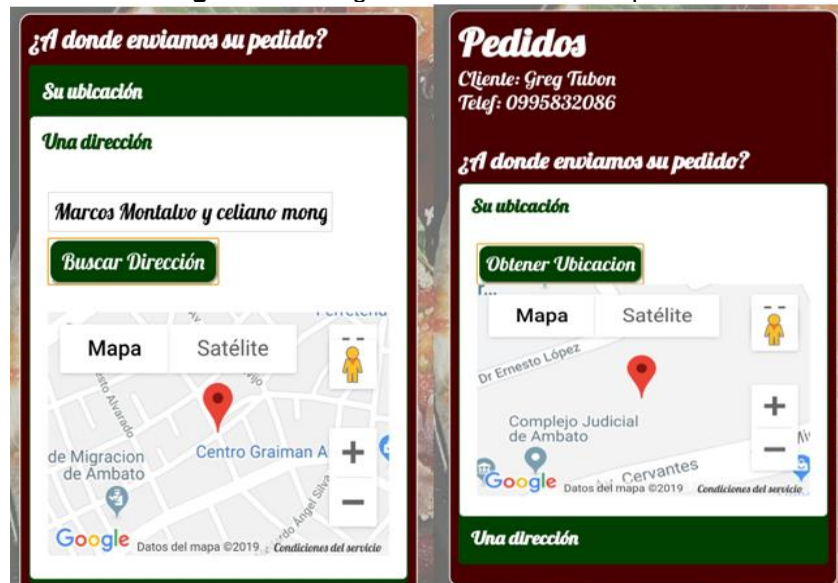 ¿A donde enviamos su pedido?
Su ubicación
Una dirección
Marcos Montalvo y celiano mong
Buscar Dirección
Mapa
Satélite
esto Alvarado
de Migracion
de Ambato
Centro Graiman A
Google
Datos del mapa ©2019
Condiciones del servicio
Pedidos
Cliente: Greg Tubon
Telef: 0995832086
¿A donde enviamos su pedido?
Su ubicación
Obtener Ubicacion
Mapa
Satélite
Dr Ernesto López
Complejo Judicial
de Ambato
Av. Cervantes
Google
Datos del mapa ©2019
Condiciones del servicio
Una dirección